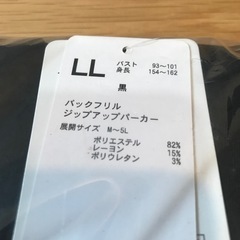 LL
バスト 93～101
身長 154～162
黒
バックフリル
ジップアップパーカー
展開サイズ M～5L
ポリエステル 82%
レーヨン 15%
ポリウレタン 3%